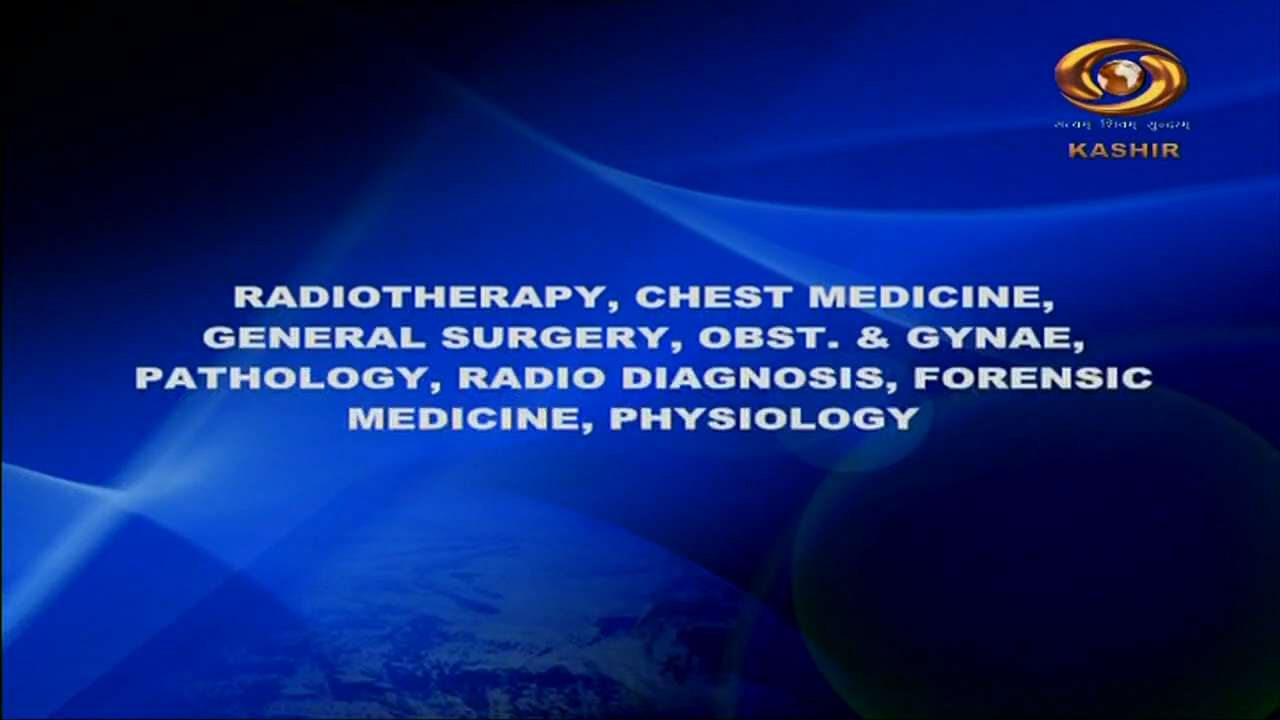 सत्यम् शिवम् सुन्दरम्
KASHIR
RADIOTHERAPY, CHEST MEDICINE,
GENERAL SURGERY, OBST. & GYNAE,
PATHOLOGY, RADIO DIAGNOSIS, FORENSIC
MEDICINE, PHYSIOLOGY